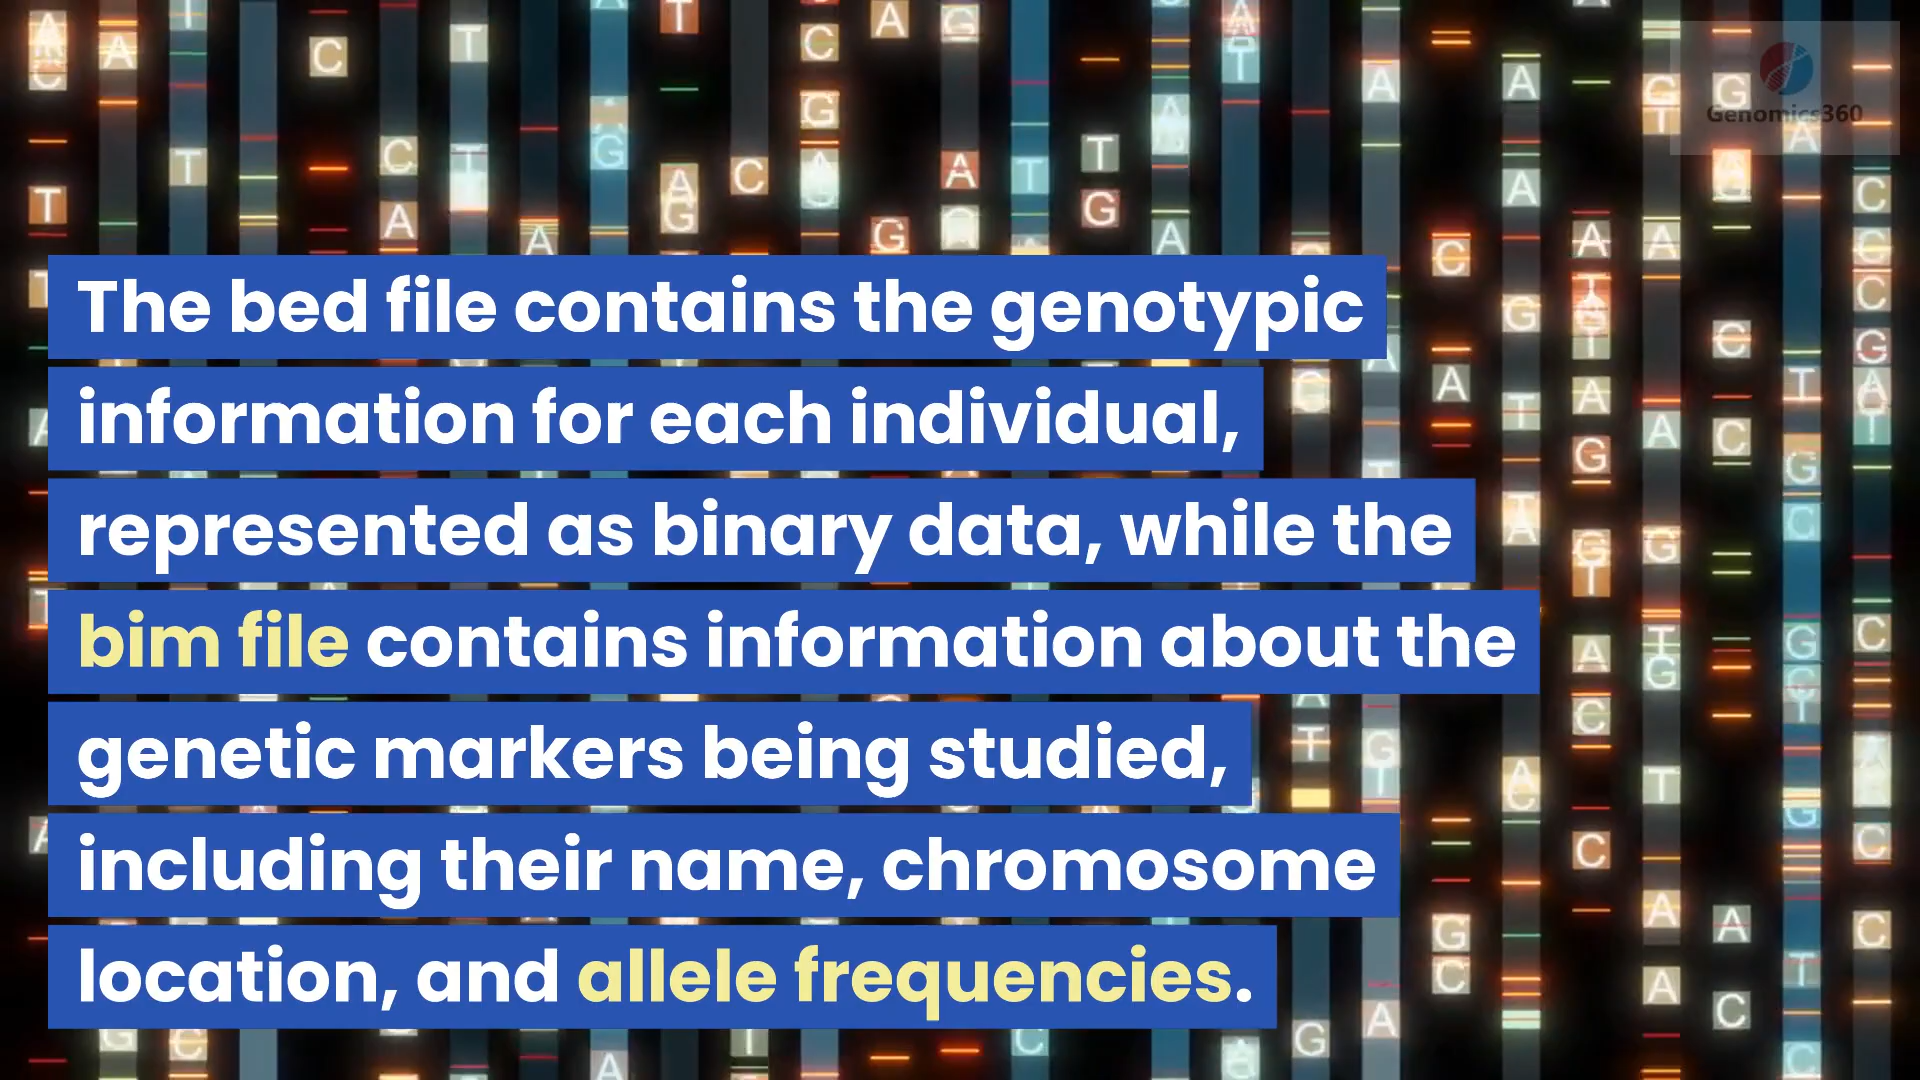 Genomics360
The bed file contains the genotypic
information for each individual,
represented as binary data, while the
bim file contains information about the
genetic markers being studied,
including their name, chromosome
location, and allele frequencies.